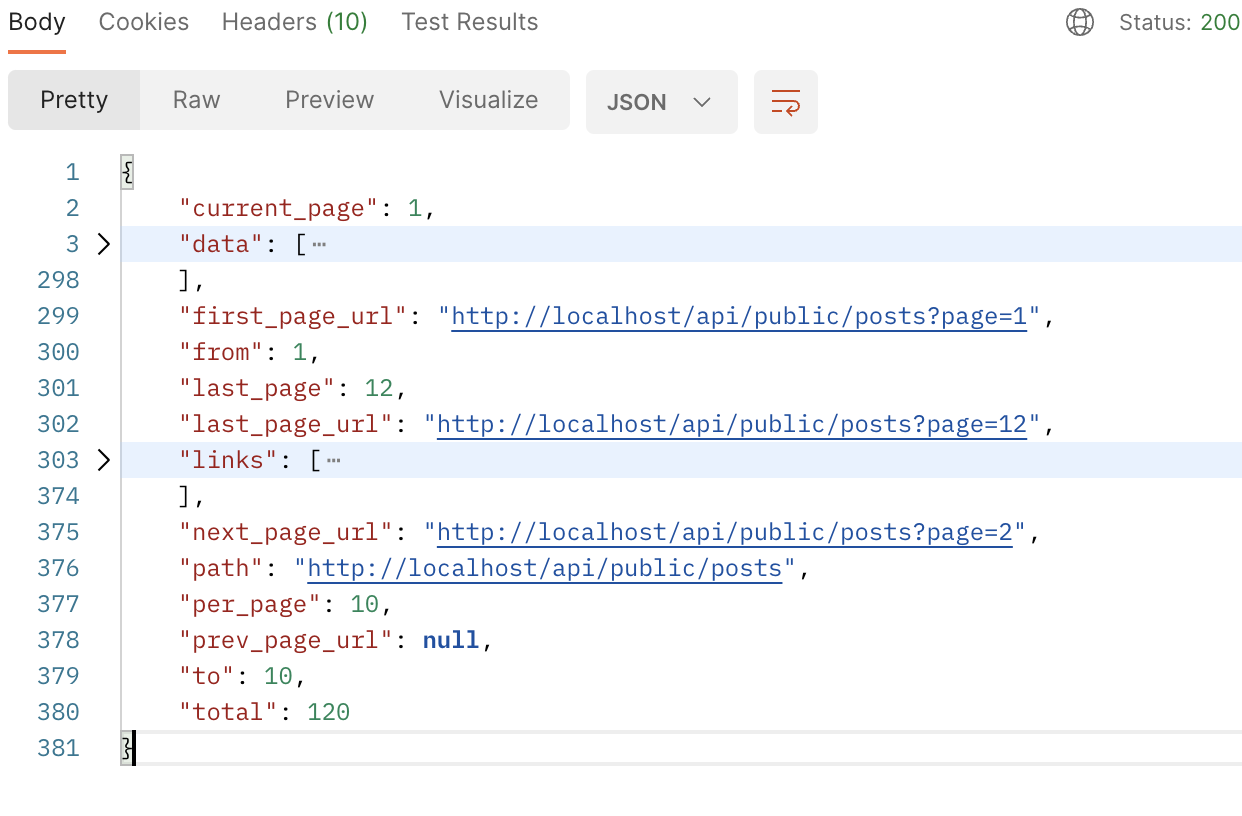 Body Cookies Headers (10) Test Results Status: 200
Pretty Raw Preview Visualize JSON
1 {
2 "current_page": 1,
3 "data": [ ⋯
298 ],
299 "first_page_url": "http://localhost/api/public/posts?page=1",
300 "from": 1,
301 "last_page": 12,
302 "last_page_url": "http://localhost/api/public/posts?page=12",
303 "links": [ ⋯
374 ],
375 "next_page_url": "http://localhost/api/public/posts?page=2",
376 "path": "http://localhost/api/public/posts",
377 "per_page": 10,
378 "prev_page_url": null,
379 "to": 10,
380 "total": 120
381 }